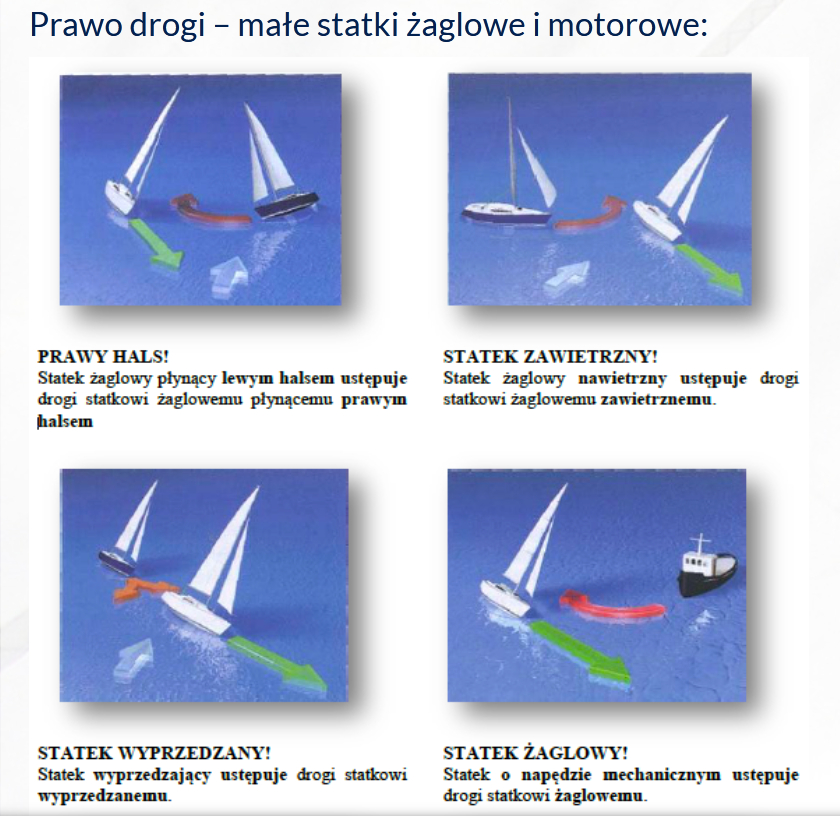 Prawo drogi – małe statki żaglowe i motorowe:
PRAWY HALS!
Statek żaglowy płynący lewym halsem ustępuje
drogi statkowi żaglowemu płynącemu prawym
halsem
STATEK ZAWIETRZNY!
Statek żaglowy nawietrzny ustępuje drogi
statkowi żaglowemu zawietrznemu.
STATEK WYPRZEDZANY!
Statek wyprzedzający ustępuje drogi statkowi
wyprzedzanemu.
STATEK ŻAGLOWY!
Statek o napędzie mechanicznym ustępuje
drogi statkowi żaglowemu.